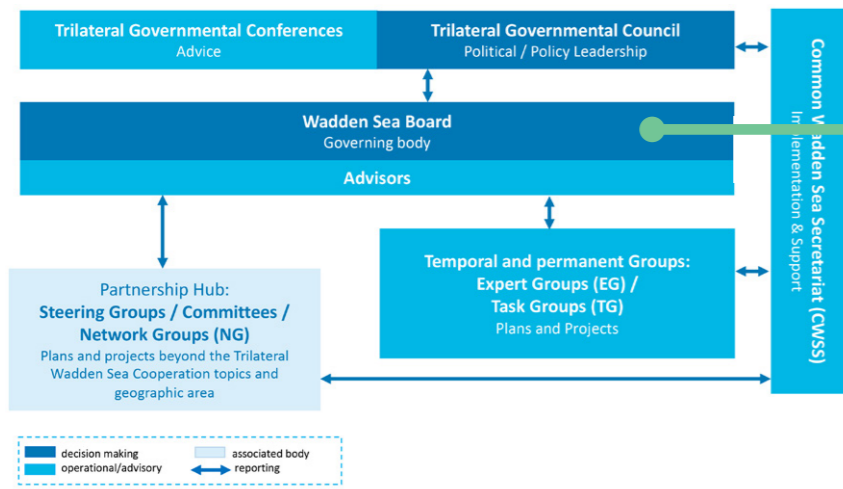 Trilateral Governmental Conferences
Advice
Trilateral Governmental Council
Political / Policy Leadership
Wadden Sea Board
Governing body
Advisors
Temporal and permanent Groups:
Expert Groups (EG) /
Task Groups (TG)
Plans and Projects
Partnership Hub:
Steering Groups / Committees /
Network Groups (NG)
Plans and projects beyond the Trilateral
Wadden Sea Cooperation topics and
geographic area
Common Wadden Sea Secretariat (CWSS)
Implementation & Support
decision making
operational/advisory
associated body
reporting